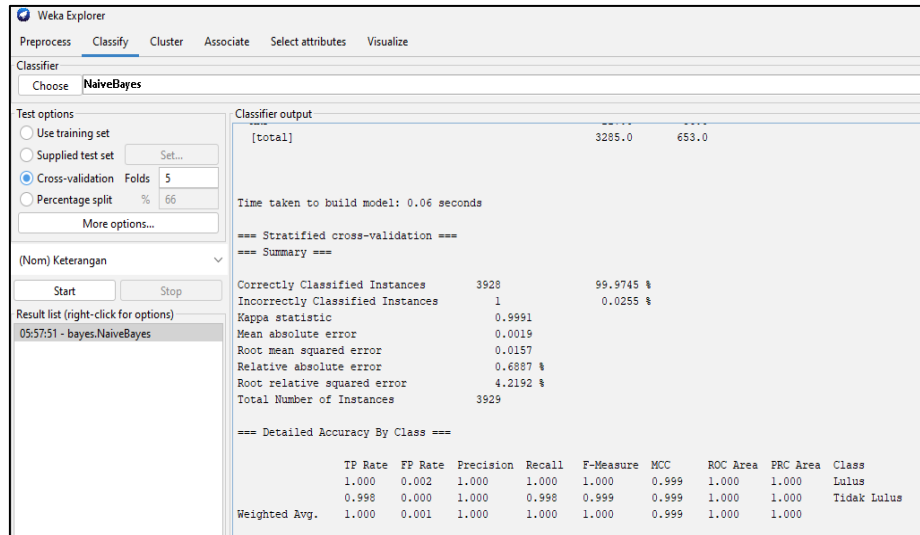 Weka Explorer
Preprocess Classify Cluster Associate Select attributes Visualize
Classifier
Choose NaiveBayes
Test options
Use training set
Supplied test set Set...
Cross-validation Folds 5
Percentage split % 66
More options...
(Nom) Keterangan
Start Stop
Result list (right-click for options)
05:57:51 - bayes.NaiveBayes
Classifier output
[total] 3285.0 653.0
Time taken to build model: 0.06 seconds
=== Stratified cross-validation ===
=== Summary ===
Correctly Classified Instances 3928 99.9745 %
Incorrectly Classified Instances 1 0.0255 %
Kappa statistic 0.9991
Mean absolute error 0.0019
Root mean squared error 0.0157
Relative absolute error 0.6887 %
Root relative squared error 4.2192 %
Total Number of Instances 3929
=== Detailed Accuracy By Class ===
TP Rate FP Rate Precision Recall F-Measure MCC ROC Area PRC Area Class
1.000 0.002 1.000 1.000 1.000 0.999 1.000 1.000 Lulus
0.998 0.000 1.000 0.998 0.999 0.999 1.000 1.000 Tidak Lulus
Weighted Avg. 1.000 0.001 1.000 1.000 1.000 0.999 1.000 1.000